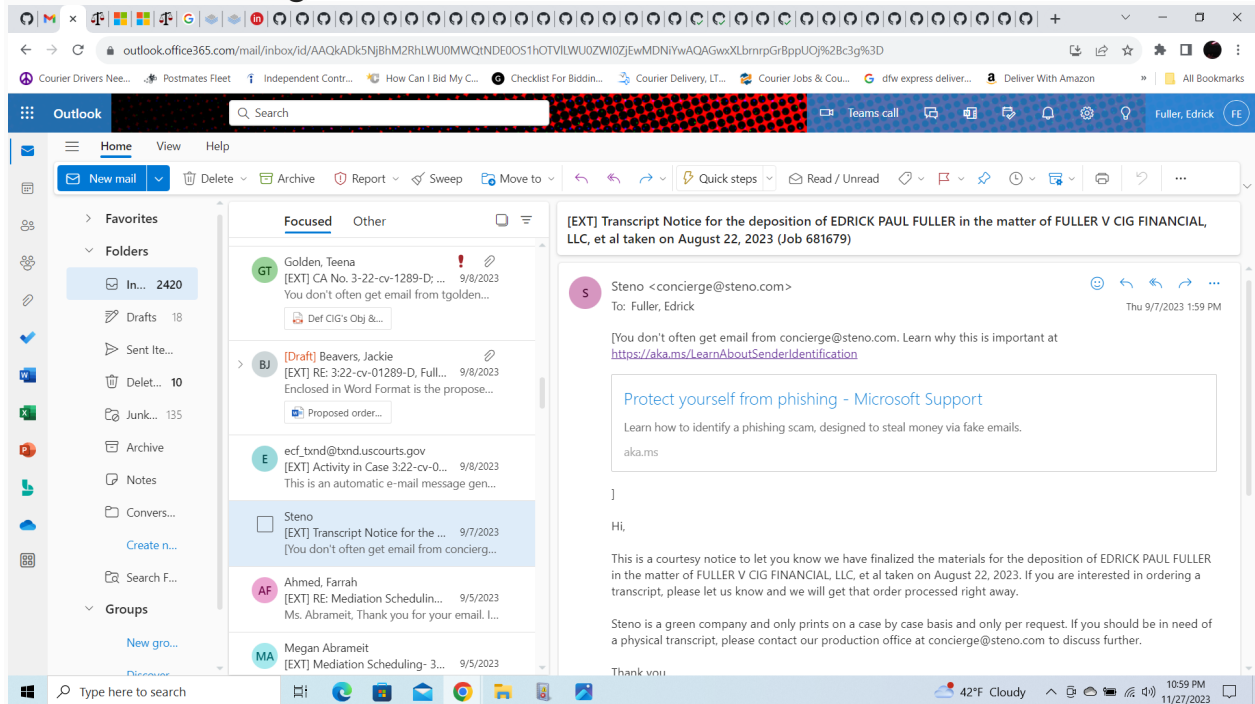 outlook.office365.com/mail/inbox/id/AAQkADk5NjBhM2RhLWU0MWQtNDE0OS1hOTVlLWU0ZWI0ZjEwMDNiYwAQAGwxXLbrnrpGrBppUOj%2Bc3g%3D
Courier Drivers Nee... Postmates Fleet Independent Contr... How Can I Bid My C... Checklist For Biddin... Courier Delivery, LT... Courier Jobs & Cou... dfw express deliver... Deliver With Amazon » All Bookmarks
Outlook Search Teams call Fuller, Edrick FE
Home View Help
New mail Delete Archive Report Sweep Move to Quick steps Read / Unread ...
Favorites
Folders
In... 2420
Drafts 18
Sent Ite...
Delet... 10
Junk... 135
Archive
Notes
Convers...
Create n...
Search F...
Groups
New gro...
Discover
Focused Other
GT
Golden, Teena
[EXT] CA No. 3-22-cv-1289-D; ... 9/8/2023
You don't often get email from tgolden...
Def CIG's Obj &...
BJ
[Draft] Beavers, Jackie
[EXT] RE: 3:22-cv-01289-D, Full... 9/8/2023
Enclosed in Word Format is the propose...
Proposed order...
E
ecf_txnd@txnd.uscourts.gov
[EXT] Activity in Case 3:22-cv-0... 9/8/2023
This is an automatic e-mail message gen...
Steno
[EXT] Transcript Notice for the ... 9/7/2023
[You don't often get email from concierg...
AF
Ahmed, Farrah
[EXT] RE: Mediation Schedulin... 9/5/2023
Ms. Abrameit, Thank you for your email. I...
MA
Megan Abrameit
[EXT] Mediation Scheduling- 3... 9/5/2023
[EXT] Transcript Notice for the deposition of EDRICK PAUL FULLER in the matter of FULLER V CIG FINANCIAL,
LLC, et al taken on August 22, 2023 (Job 681679)
S
Steno <concierge@steno.com>
To: Fuller, Edrick
Thu 9/7/2023 1:59 PM
[You don't often get email from concierge@steno.com. Learn why this is important at
https://aka.ms/LearnAboutSenderIdentification
Protect yourself from phishing - Microsoft Support
Learn how to identify a phishing scam, designed to steal money via fake emails.
aka.ms
]
Hi,
This is a courtesy notice to let you know we have finalized the materials for the deposition of EDRICK PAUL FULLER
in the matter of FULLER V CIG FINANCIAL, LLC, et al taken on August 22, 2023. If you are interested in ordering a
transcript, please let us know and we will get that order processed right away.
Steno is a green company and only prints on a case by case basis and only per request. If you should be in need of
a physical transcript, please contact our production office at concierge@steno.com to discuss further.
Thank you
Type here to search
42°F Cloudy
10:59 PM
11/27/2023